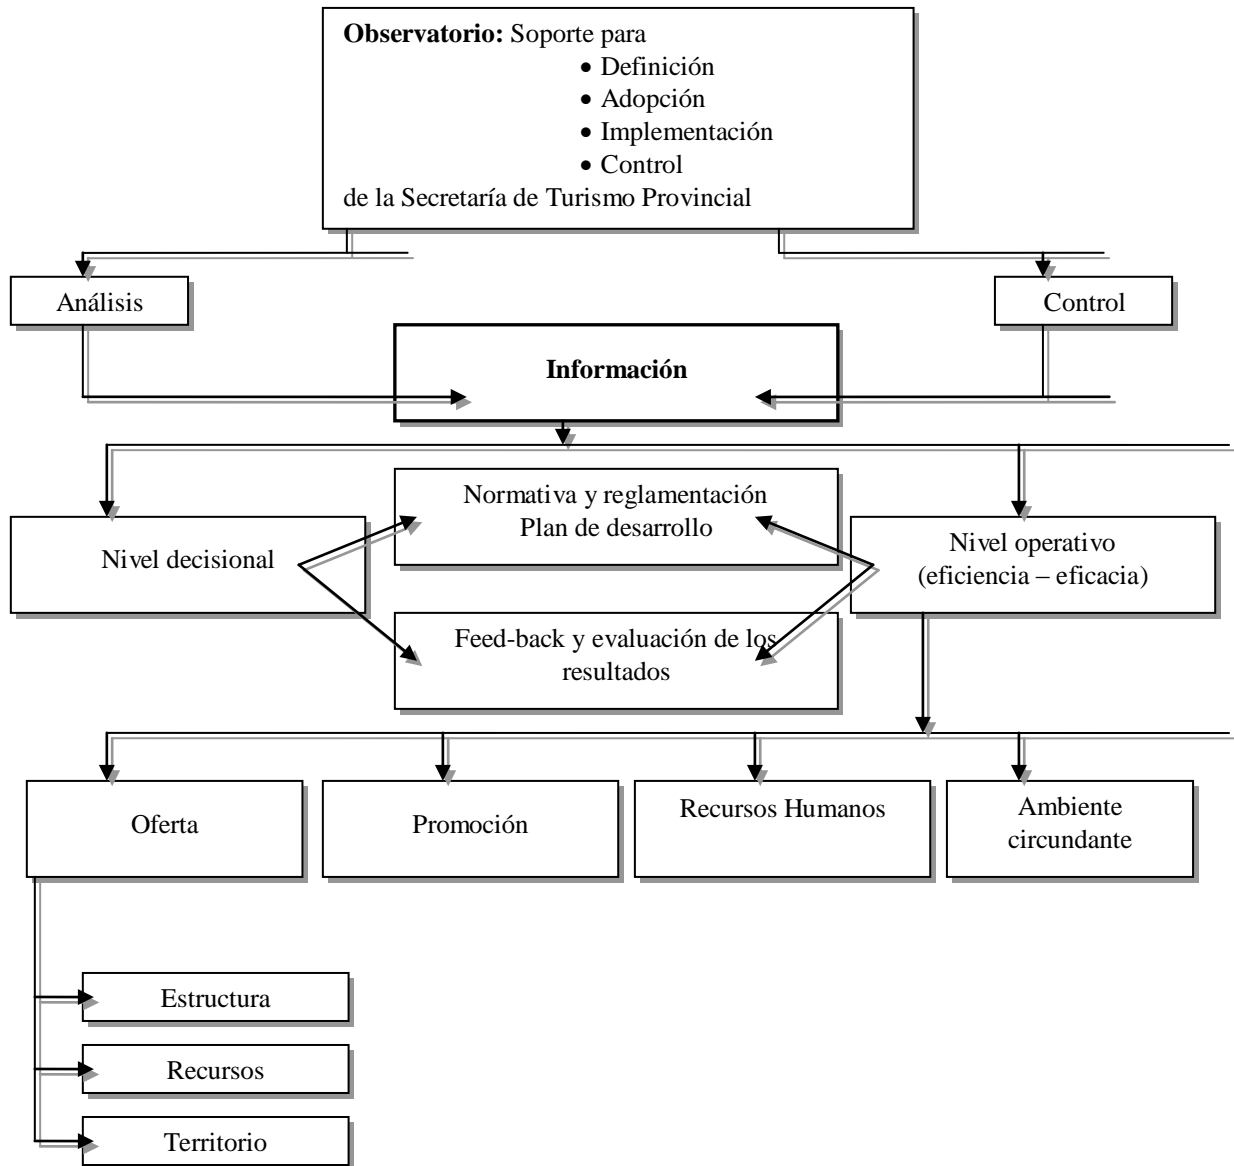 Observatorio: Soporte para
• Definición
• Adopción
• Implementación
• Control
de la Secretaría de Turismo Provincial
Análisis
Control
Información
Normativa y reglamentación
Plan de desarrollo
Nivel decisional
Nivel operativo
(eficiencia – eficacia)
Feed-back y evaluación de los
resultados
Oferta
Promoción
Recursos Humanos
Ambiente
circundante
Estructura
Recursos
Territorio